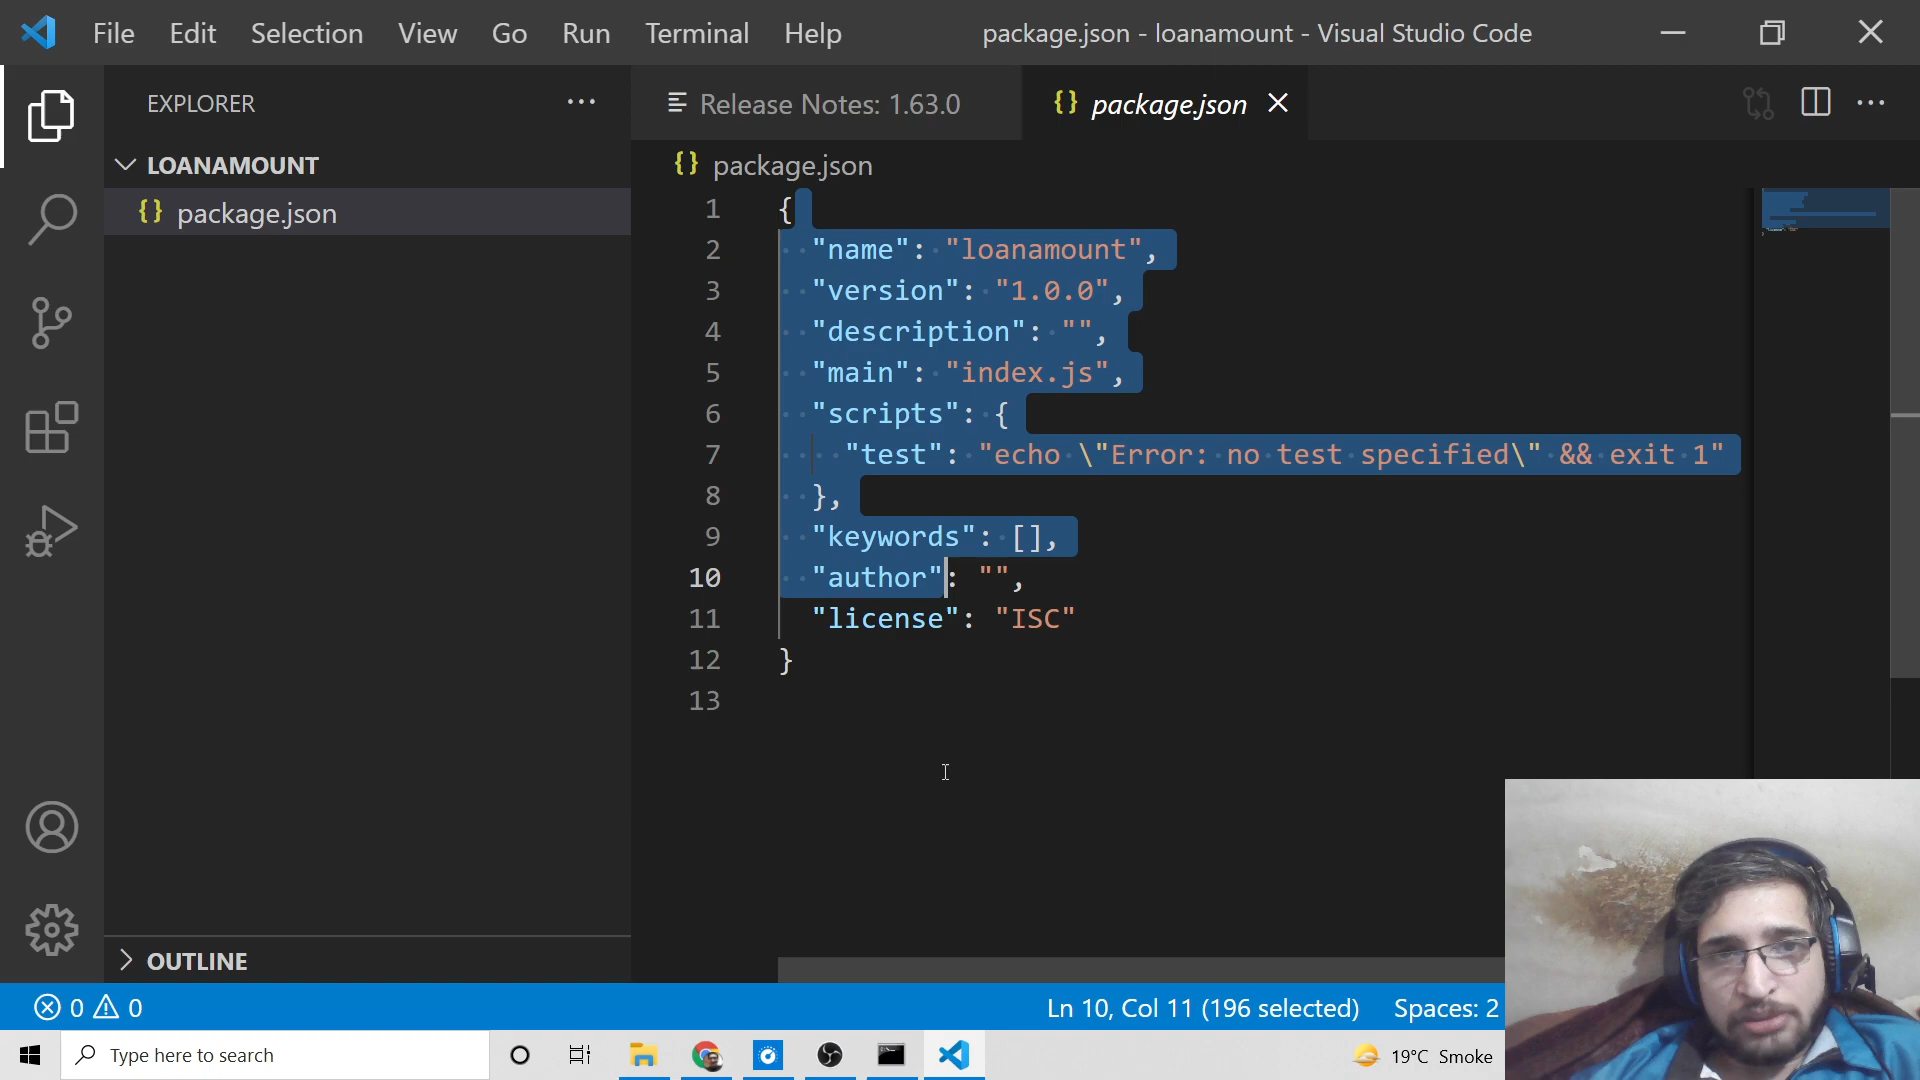 File Edit Selection View Go Run Terminal Help package.json - loanamount - Visual Studio Code
EXPLORER
Release Notes: 1.63.0
package.json
LOANAMOUNT
package.json
package.json
OUTLINE
1 {
2 "name": "loanamount",
3 "version": "1.0.0",
4 "description": "",
5 "main": "index.js",
6 "scripts": {
7 "test": "echo \"Error: no test specified\" && exit 1"
8 },
9 "keywords": [],
10 "author": "",
11 "license": "ISC"
12 }
13
0 0 Ln 10, Col 11 (196 selected) Spaces: 2
Type here to search 19°C Smoke